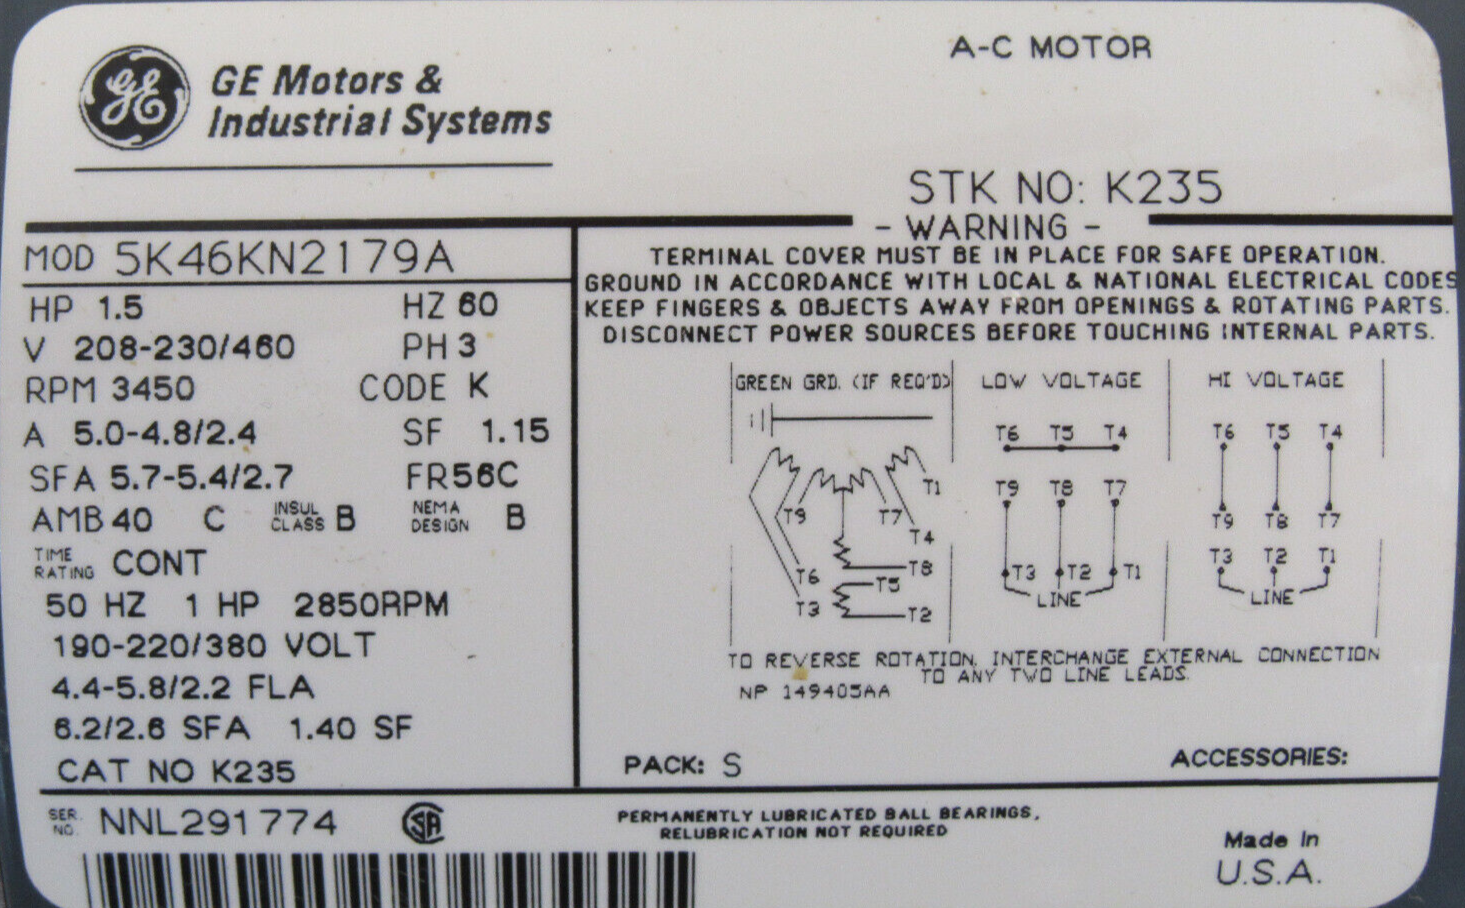 GE
GE Motors &
Industrial Systems
A-C MOTOR
STK NO: K235
MOD 5K46KN2179A
HP 1.5 HZ 60
V 208-230/460 PH 3
RPM 3450 CODE K
A 5.0-4.8/2.4 SF 1.15
SFA 5.7-5.4/2.7 FR 56C
AMB 40 C INSUL CLASS B NEMA DESIGN B
TIME RATING CONT
50 HZ 1 HP 2850RPM
190-220/380 VOLT
4.4-5.8/2.2 FLA
6.2/2.6 SFA 1.40 SF
CAT NO K235
- WARNING -
TERMINAL COVER MUST BE IN PLACE FOR SAFE OPERATION.
GROUND IN ACCORDANCE WITH LOCAL & NATIONAL ELECTRICAL CODES
KEEP FINGERS & OBJECTS AWAY FROM OPENINGS & ROTATING PARTS.
DISCONNECT POWER SOURCES BEFORE TOUCHING INTERNAL PARTS.
GREEN GRD. (IF REQ'D) LOW VOLTAGE HI VOLTAGE
T1
T9 T7
T4
T8
T6 T5
T3 T2
T6 T5 T4
T9 T8 T7
T3 T2 T1
LINE
T6 T5 T4
T9 T8 T7
T3 T2 T1
LINE
TO REVERSE ROTATION, INTERCHANGE EXTERNAL CONNECTION
TO ANY TWO LINE LEADS.
NP 149405AA
PACK: S ACCESSORIES:
SER. NO. NNL291774 SA
PERMANENTLY LUBRICATED BALL BEARINGS,
RELUBRICATION NOT REQUIRED
Made In
U.S.A.